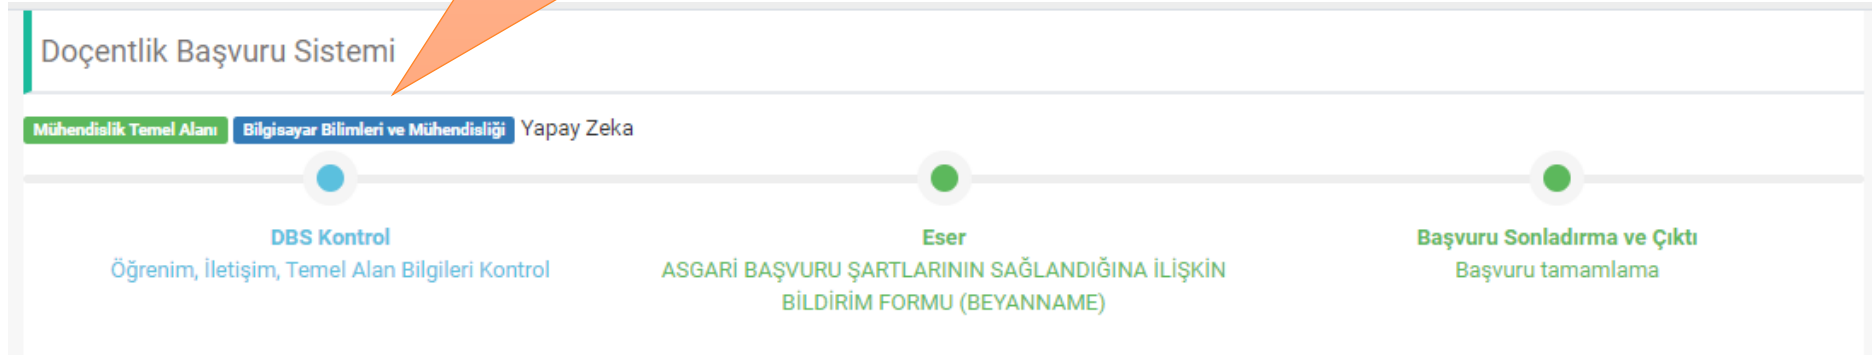 Doçentlik Başvuru Sistemi
Mühendislik Temel Alanı Bilgisayar Bilimleri ve Mühendisliği Yapay Zeka
DBS Kontrol
Öğrenim, İletişim, Temel Alan Bilgileri Kontrol
Eser
ASGARİ BAŞVURU ŞARTLARININ SAĞLANDIĞINA İLİŞKİN
BİLDİRİM FORMU (BEYANNAME)
Başvuru Sonladırma ve Çıktı
Başvuru tamamlama